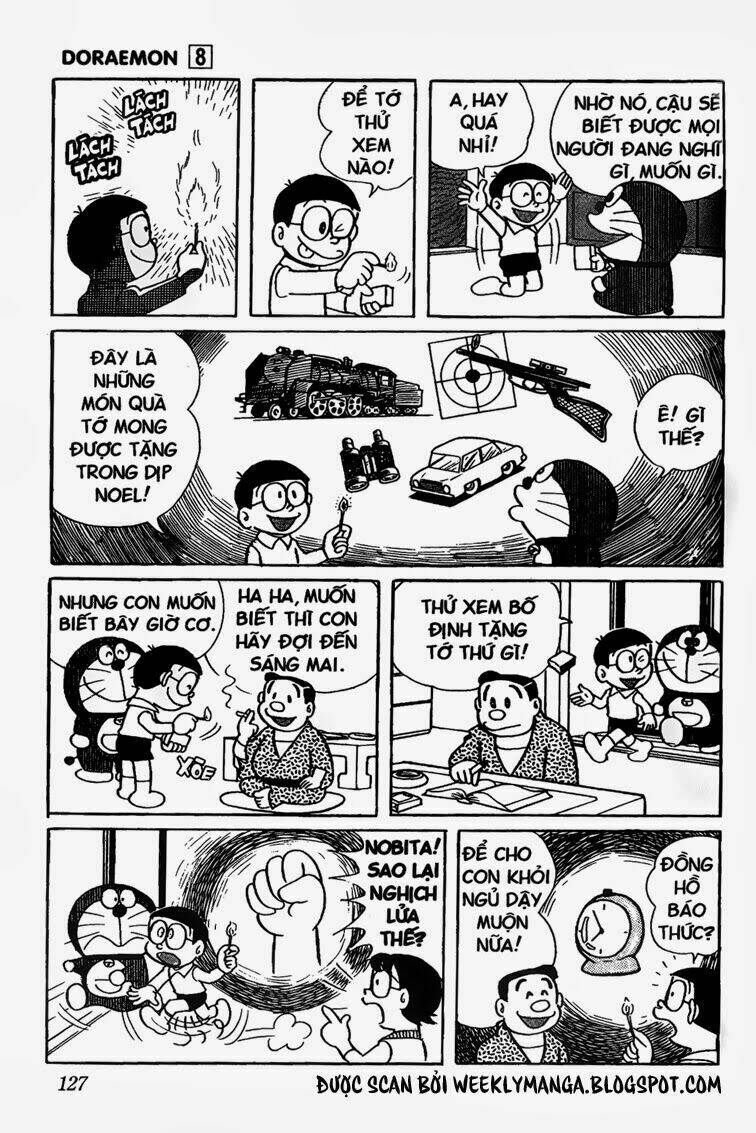 DORAEMON 8
NHỜ NÓ, CẬU SẼ
BIẾT ĐƯỢC MỌI
NGƯỜI ĐANG NGHĨ
GÌ, MUỐN GÌ.
A, HAY
QUÁ
NHỈ!
ĐỂ TỚ
THỬ
XEM
NÀO!
LÁCH
TÁCH
LÁCH
TÁCH
Ê! GÌ
THẾ?
ĐÂY LÀ
NHỮNG
MÓN QUÀ
TỚ MONG
ĐƯỢC TẶNG
TRONG DỊP
NOEL!
THỬ XEM BỐ
ĐỊNH TẶNG
TỚ THỨ GÌ!
HA HA, MUỐN
BIẾT THÌ CON
HÃY ĐỢI ĐẾN
SÁNG MAI.
NHƯNG CON MUỐN
BIẾT BÂY GIỜ CƠ.
XÒE
ĐỒNG
HỒ
BÁO
THỨC?
ĐỂ CHO
CON KHỎI
NGỦ DẬY
MUỘN
NỮA!
NOBITA!
SAO LẠI
NGHỊCH
LỬA
THẾ?
127
ĐƯỢC SCAN BỞI WEEKLYMANGA.BLOGSPOT.COM